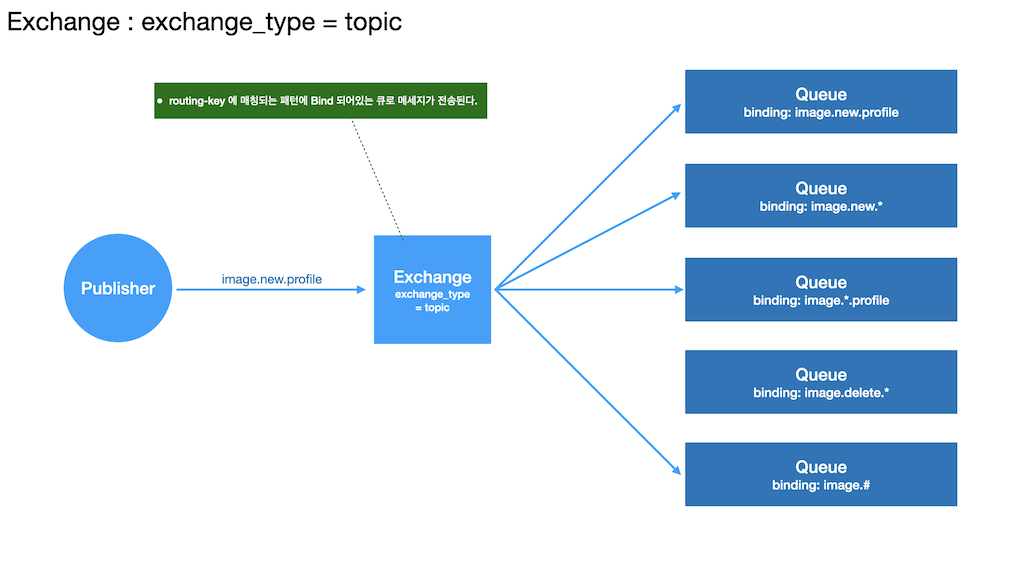 Exchange : exchange_type = topic
• routing-key 에 매칭되는 패턴에 Bind 되어있는 큐로 메세지가 전송된다.
Publisher
image.new.profile
Exchange
exchange_type
= topic
Queue
binding: image.new.profile
Queue
binding: image.new.*
Queue
binding: image.*.profile
Queue
binding: image.delete.*
Queue
binding: image.#